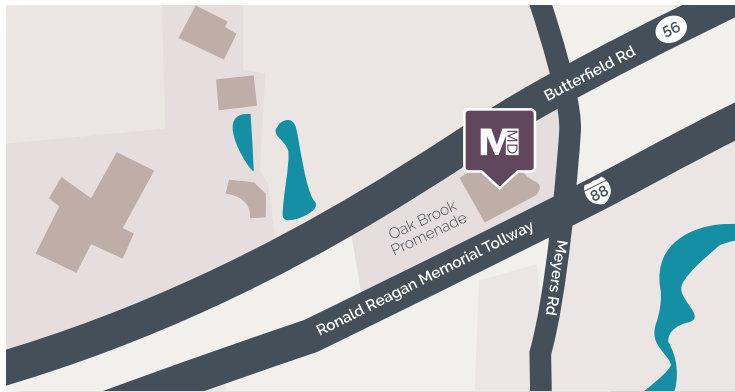 56
Butterfield Rd
M MD
88
Oak Brook
Promenade
Ronald Reagan Memorial Tollway
Meyers Rd